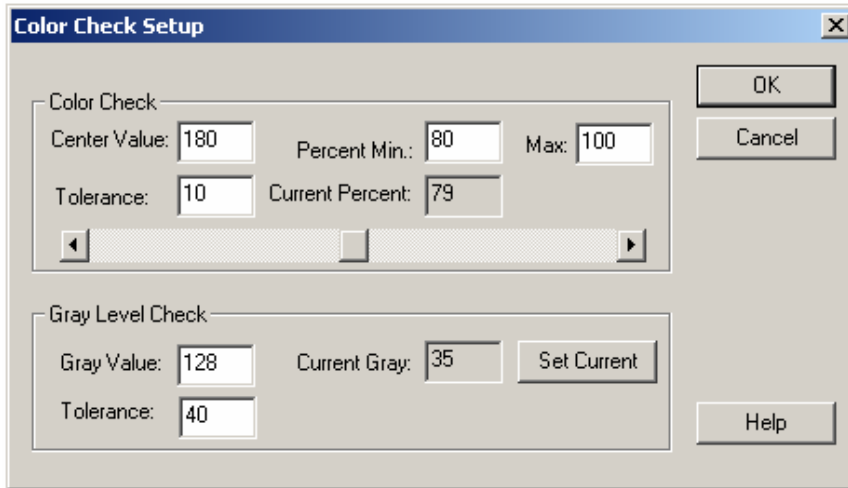 Color Check Setup
OK
Color Check
Center Value: 180 Percent Min.: 80 Max: 100
Cancel
Tolerance: 10 Current Percent: 79
Gray Level Check
Gray Value: 128 Current Gray: 35 Set Current
Tolerance: 40
Help